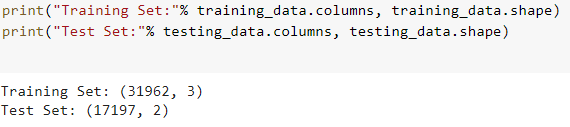 print("Training Set:"% training_data.columns, training_data.shape)
print("Test Set:"% testing_data.columns, testing_data.shape)
Training Set: (31962, 3)
Test Set: (17197, 2)